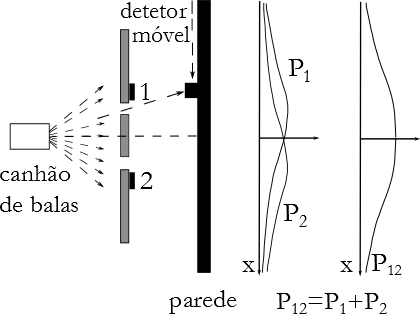 detetor
móvel
1
2
canhão
de balas
parede
P₁
P₂
x
x
P₁₂
P₁₂=P₁+P₂